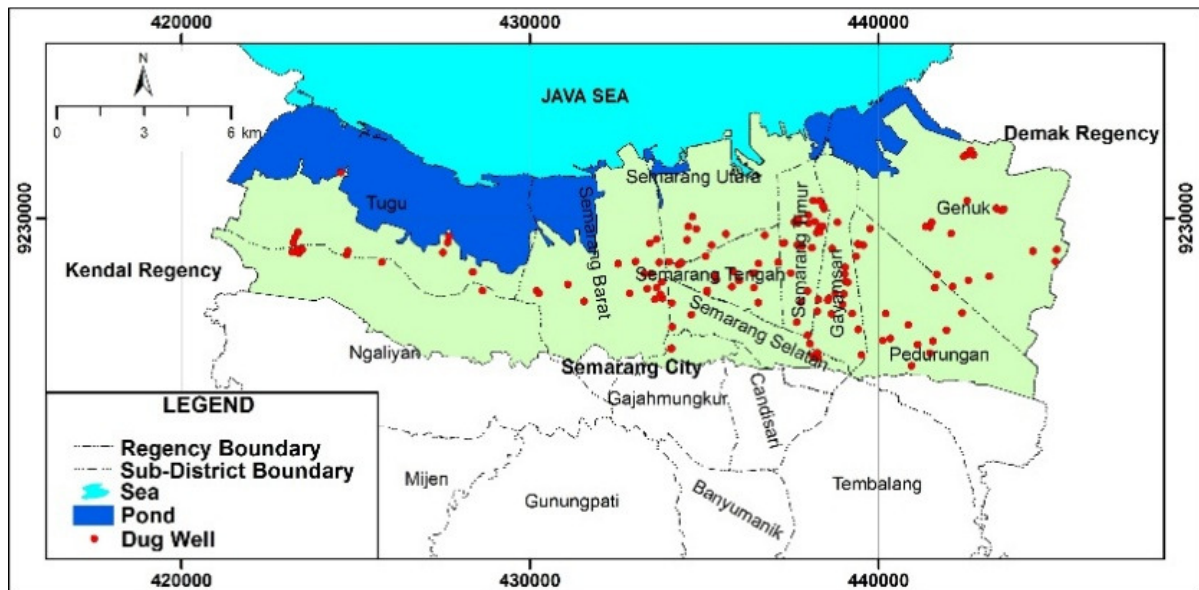 420000
430000
440000
N
0
3
6 km
JAVA SEA
Demak Regency
Semarang Utara
Tugu
Semarang Barat
Semarang Timur
Genuk
9230000
9230000
Kendal Regency
Semarang Tengah
Gayamsari
Semarang Selatan
Ngaliyan
Pedurungan
Semarang City
Gajahmungkur
Candisari
LEGEND
Regency Boundary
Sub-District Boundary
Sea
Pond
Dug Well
Mijen
Gunungpati
Banyumanik
Tembalang
420000
430000
440000